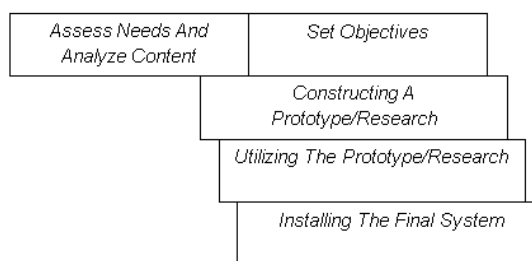 Assess Needs And
Analyze Content
Set Objectives
Constructing A
Prototype/Research
Utilizing The Prototype/Research
Installing The Final System